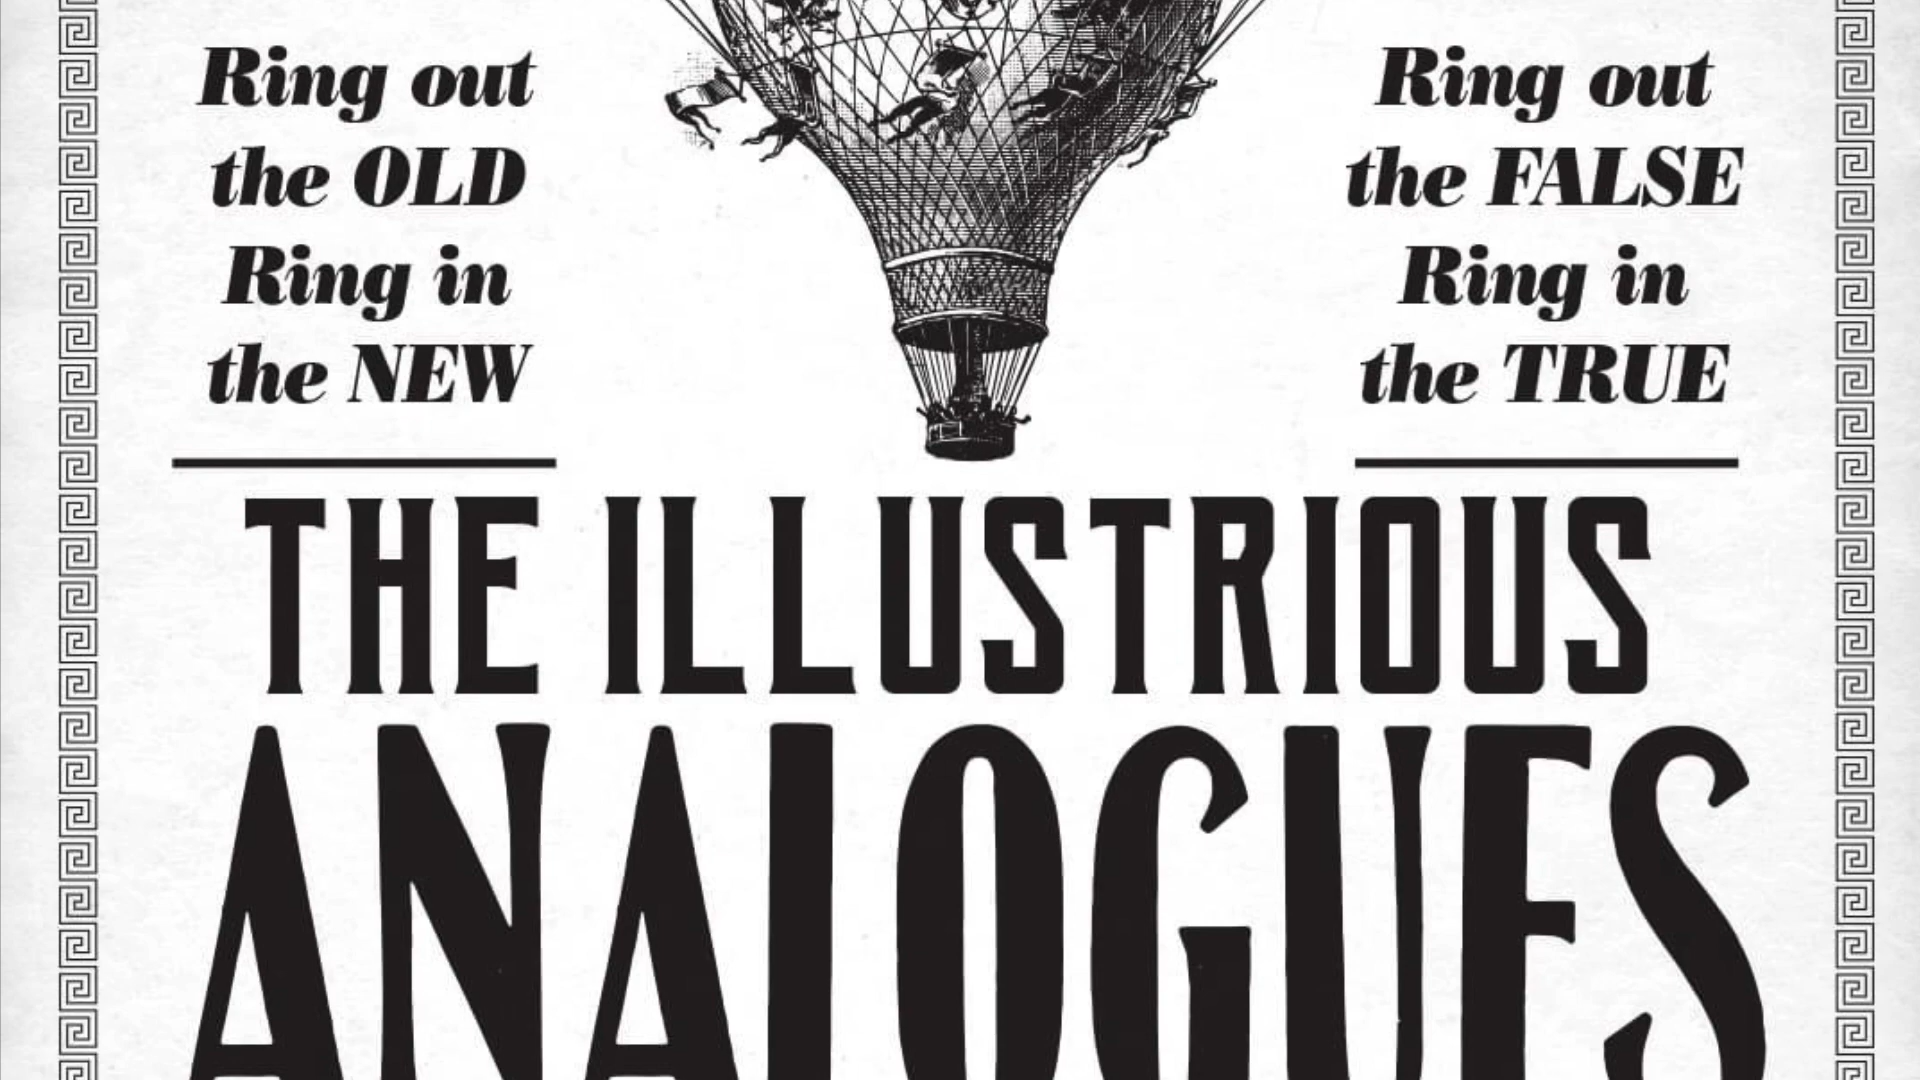 Ring out
the OLD
Ring in
the NEW
Ring out
the FALSE
Ring in
the TRUE
THE ILLUSTRIOUS
ANALOGUES